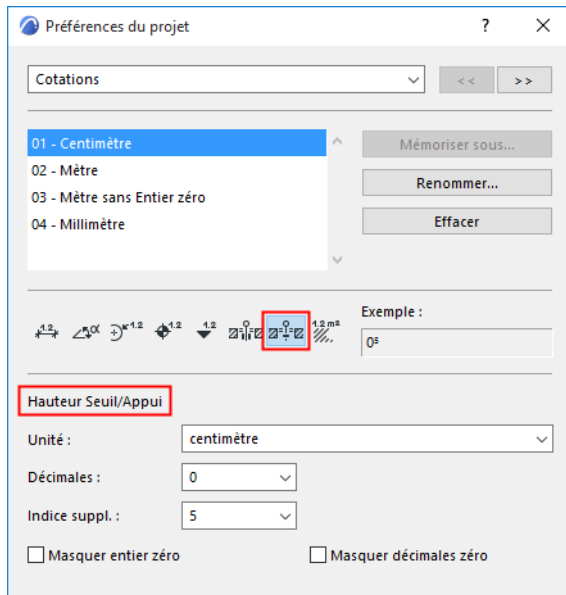 Préférences du projet ?
Cotations << >>
01 - Centimètre
02 - Mètre
03 - Mètre sans Entier zéro
04 - Millimètre
Mémoriser sous...
Renommer...
Effacer
1.2 α 1.2 1.2 1.2 1.2 m²
Exemple :
0⁵
Hauteur Seuil/Appui
Unité : centimètre
Décimales : 0
Indice suppl. : 5
Masquer entier zéro Masquer décimales zéro